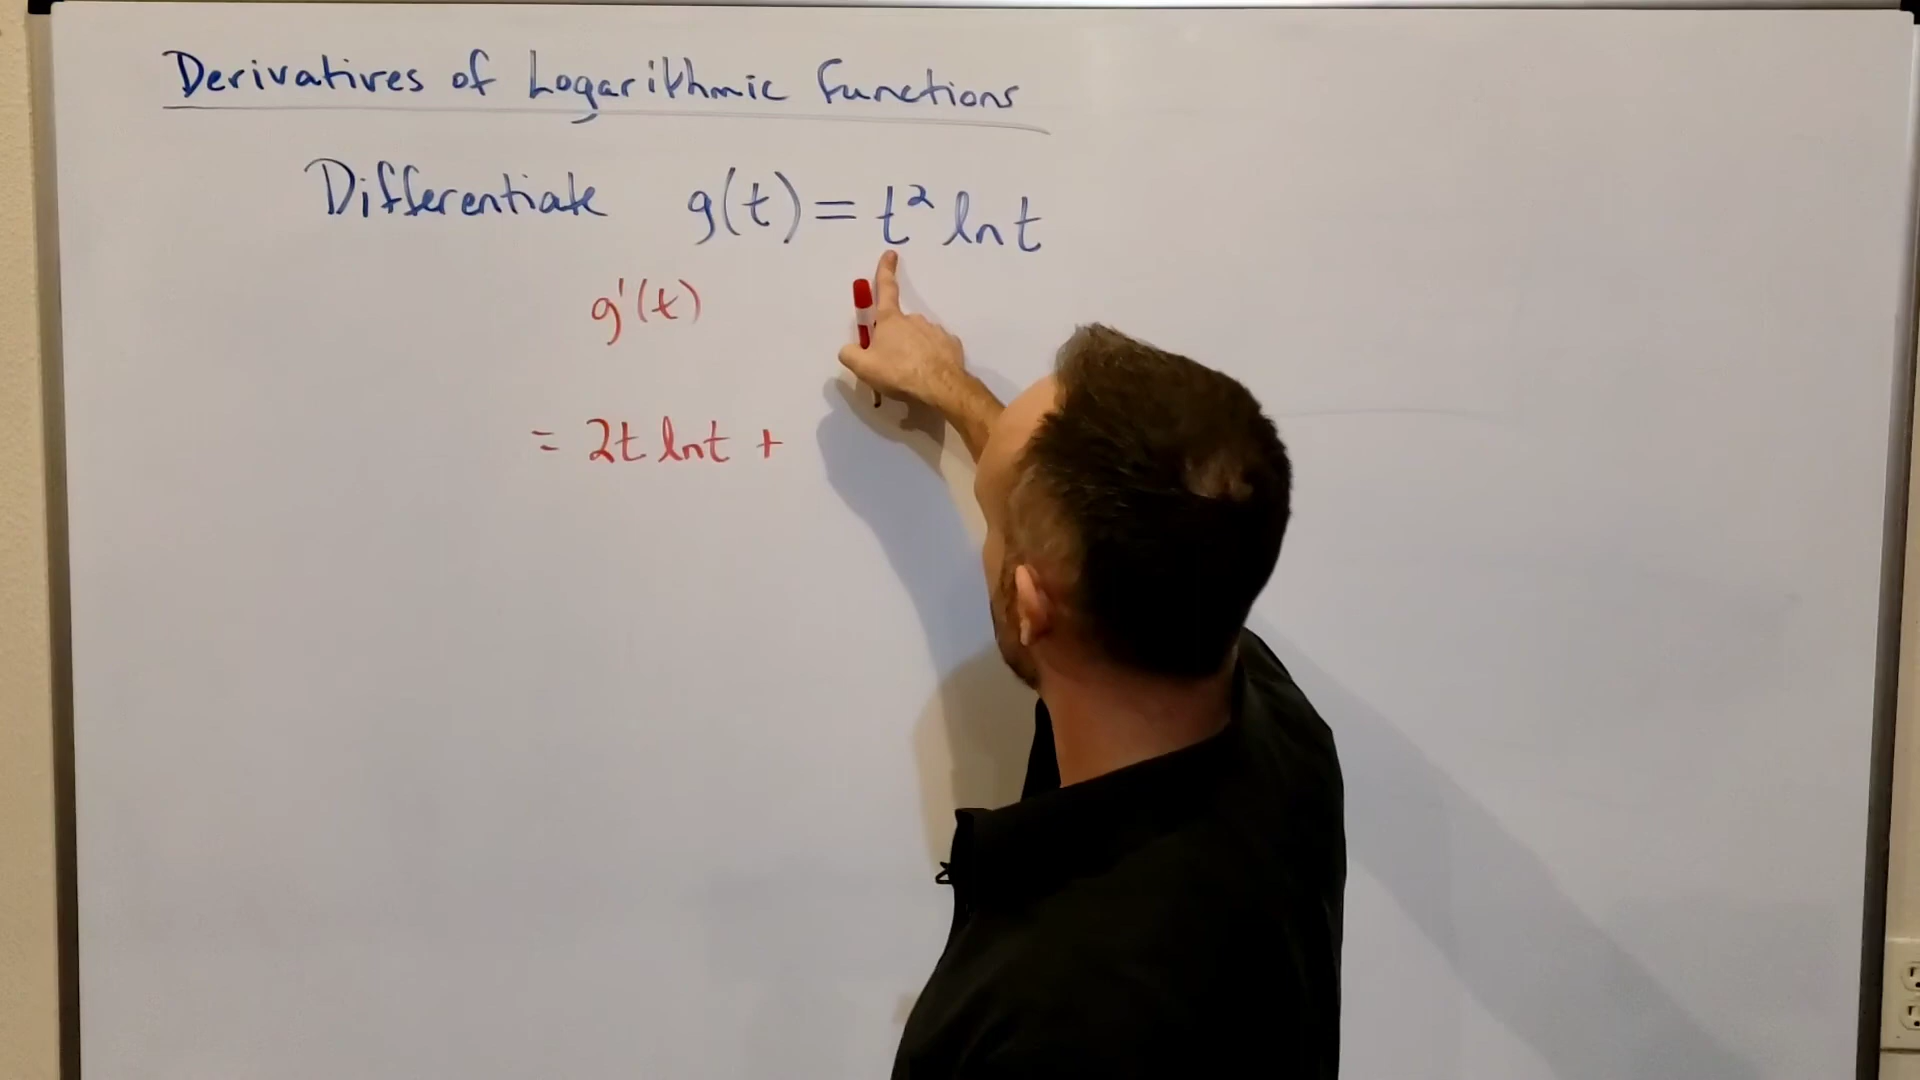 Derivatives of Logarithmic Functions
Differentiate g(t) = t² ln t
g'(t)
= 2t ln t +